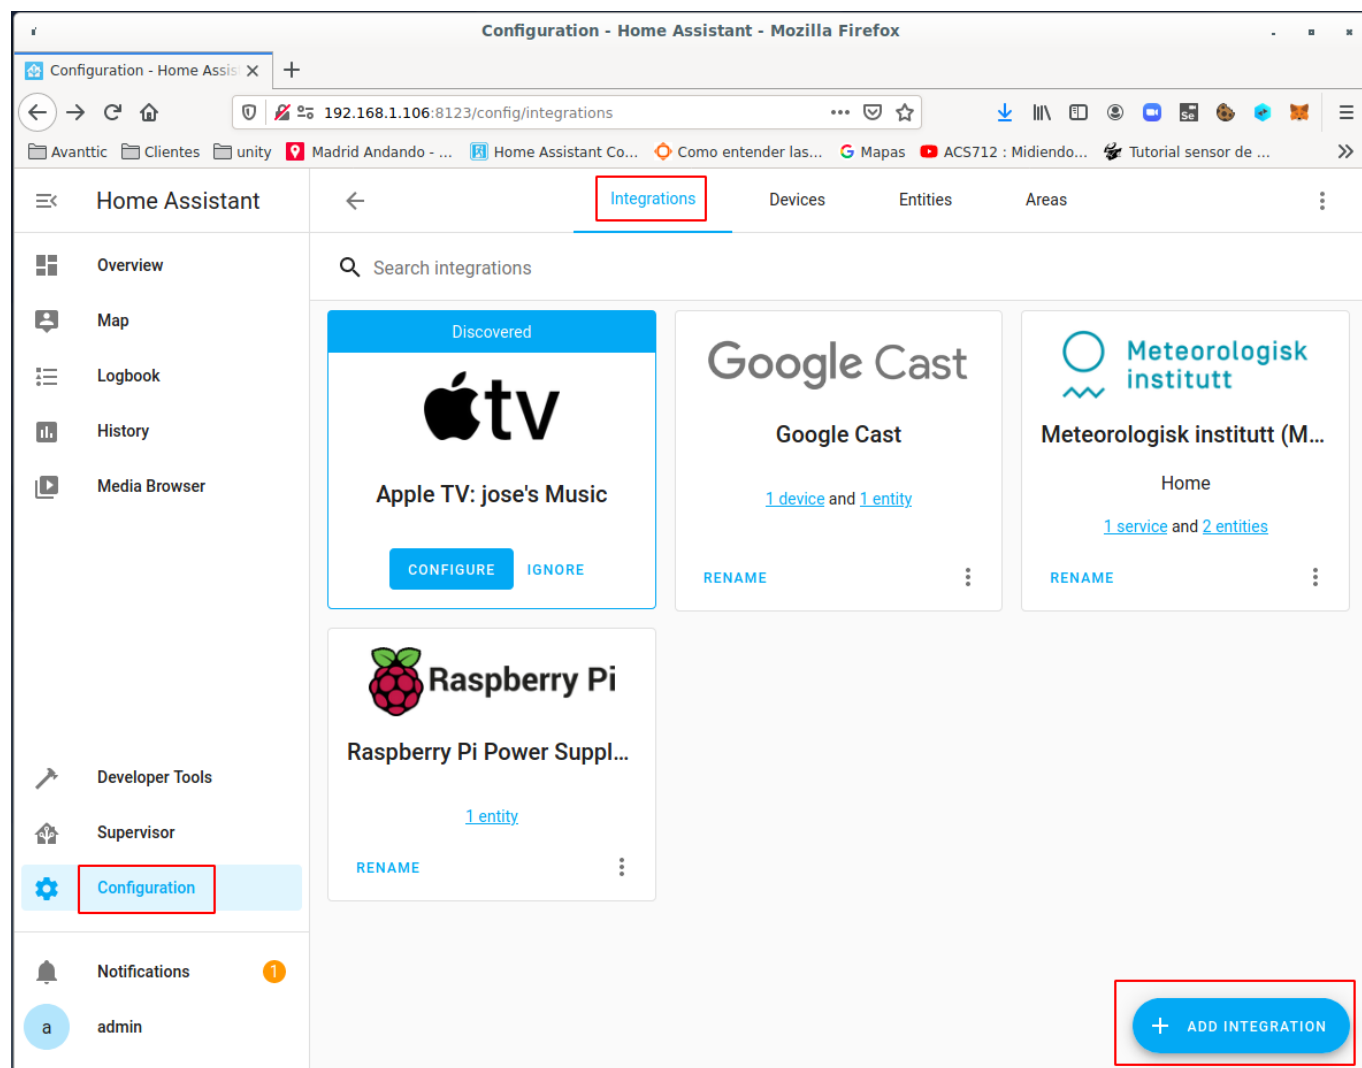 Configuration - Home Assistant - Mozilla Firefox
Configuration - Home Assis
192.168.1.106:8123/config/integrations
Avanttic Clientes unity Madrid Andando - ... Home Assistant Co... Como entender las... Mapas ACS712 : Midiendo... Tutorial sensor de ...
Home Assistant
Integrations Devices Entities Areas
Search integrations
Overview
Map
Logbook
History
Media Browser
Developer Tools
Supervisor
Configuration
Notifications 1
a admin
Discovered
tv
Apple TV: jose's Music
CONFIGURE IGNORE
Google Cast
Google Cast
1 device and 1 entity
RENAME
Meteorologisk
institutt
Meteorologisk institutt (M...
Home
1 service and 2 entities
RENAME
Raspberry Pi
Raspberry Pi Power Suppl...
1 entity
RENAME
+ ADD INTEGRATION